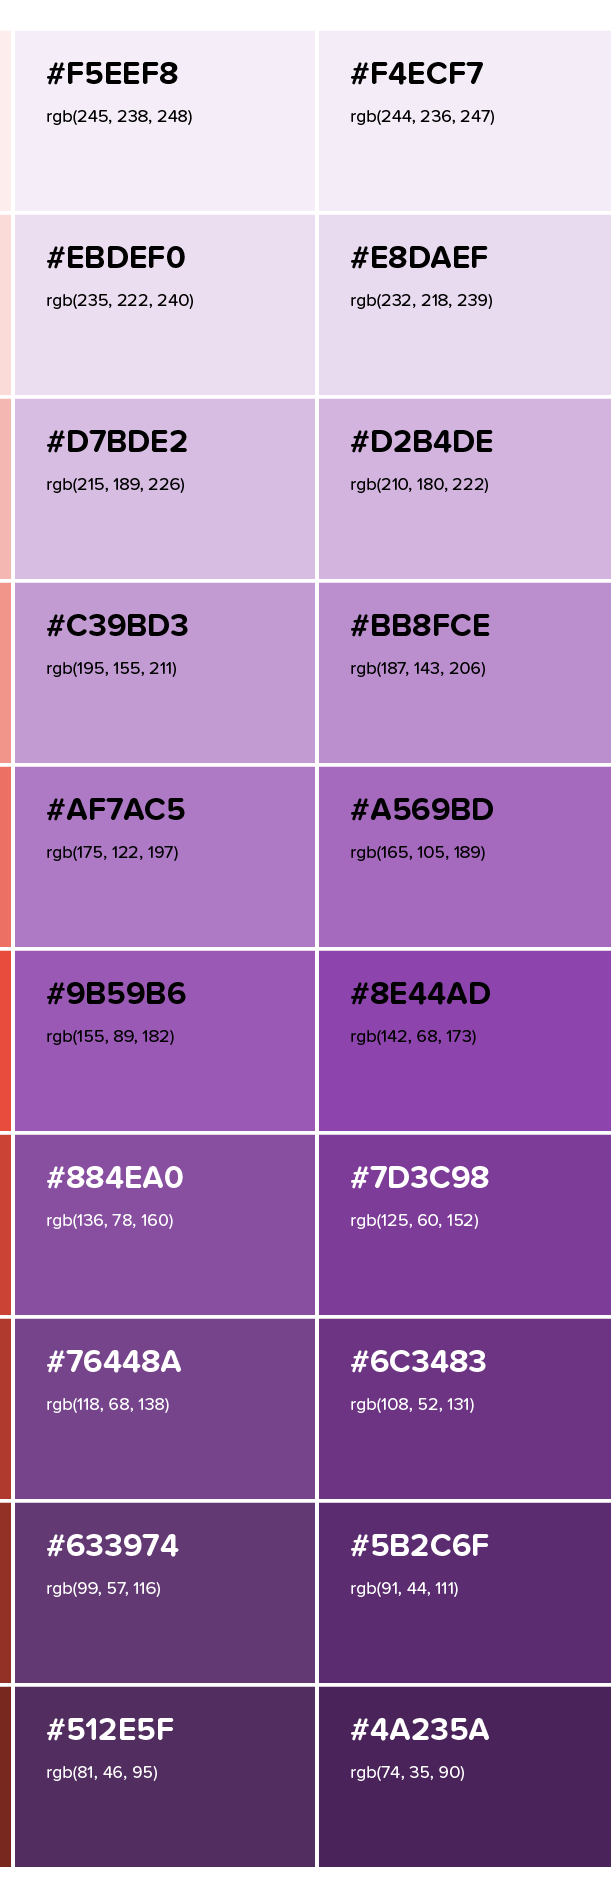 #F5EEF8
rgb(245, 238, 248)
#F4ECF7
rgb(244, 236, 247)
#EBDEF0
rgb(235, 222, 240)
#E8DAEF
rgb(232, 218, 239)
#D7BDE2
rgb(215, 189, 226)
#D2B4DE
rgb(210, 180, 222)
#C39BD3
rgb(195, 155, 211)
#BB8FCE
rgb(187, 143, 206)
#AF7AC5
rgb(175, 122, 197)
#A569BD
rgb(165, 105, 189)
#9B59B6
rgb(155, 89, 182)
#8E44AD
rgb(142, 68, 173)
#884EA0
rgb(136, 78, 160)
#7D3C98
rgb(125, 60, 152)
#76448A
rgb(118, 68, 138)
#6C3483
rgb(108, 52, 131)
#633974
rgb(99, 57, 116)
#5B2C6F
rgb(91, 44, 111)
#512E5F
rgb(81, 46, 95)
#4A235A
rgb(74, 35, 90)